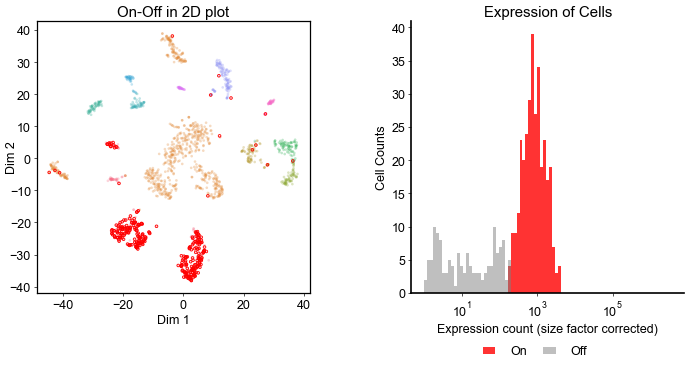 On-Off in 2D plot
40
30
20
10
0
−10
−20
−30
−40
Dim 2
−40 −20 0 20 40
Dim 1
Expression of Cells
40
35
30
25
20
15
10
5
0
Cell Counts
10¹ 10³ 10⁵
Expression count (size factor corrected)
On Off